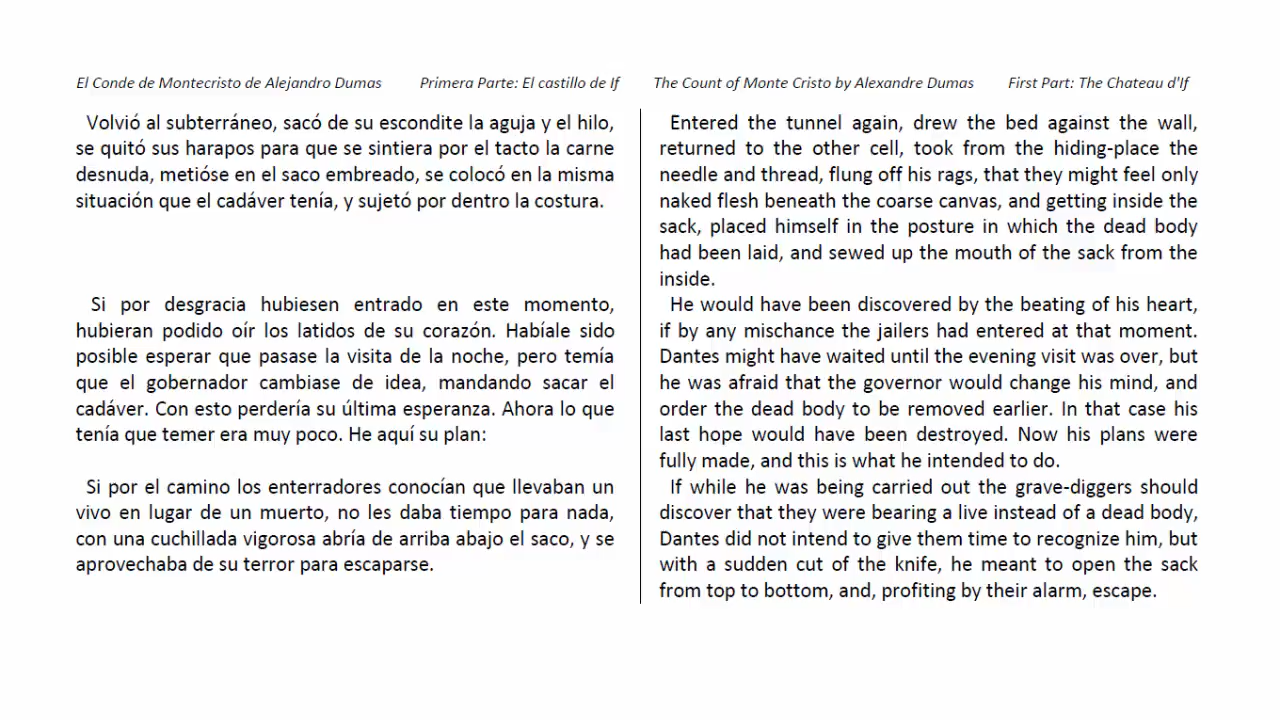 El Conde de Montecristo de Alejandro Dumas Primera Parte: El castillo de If
Volvió al subterráneo, sacó de su escondite la aguja y el hilo,
se quitó sus harapos para que se sintiera por el tacto la carne
desnuda, metióse en el saco embreado, se colocó en la misma
situación que el cadáver tenía, y sujetó por dentro la costura.
Si por desgracia hubiesen entrado en este momento,
hubieran podido oír los latidos de su corazón. Habíale sido
posible esperar que pasase la visita de la noche, pero temía
que el gobernador cambiase de idea, mandando sacar el
cadáver. Con esto perdería su última esperanza. Ahora lo que
tenía que temer era muy poco. He aquí su plan:
Si por el camino los enterradores conocían que llevaban un
vivo en lugar de un muerto, no les daba tiempo para nada,
con una cuchillada vigorosa abría de arriba abajo el saco, y se
aprovechaba de su terror para escaparse.
The Count of Monte Cristo by Alexandre Dumas First Part: The Chateau d'If
Entered the tunnel again, drew the bed against the wall,
returned to the other cell, took from the hiding-place the
needle and thread, flung off his rags, that they might feel only
naked flesh beneath the coarse canvas, and getting inside the
sack, placed himself in the posture in which the dead body
had been laid, and sewed up the mouth of the sack from the
inside.
He would have been discovered by the beating of his heart,
if by any mischance the jailers had entered at that moment.
Dantes might have waited until the evening visit was over, but
he was afraid that the governor would change his mind, and
order the dead body to be removed earlier. In that case his
last hope would have been destroyed. Now his plans were
fully made, and this is what he intended to do.
If while he was being carried out the grave-diggers should
discover that they were bearing a live instead of a dead body,
Dantes did not intend to give them time to recognize him, but
with a sudden cut of the knife, he meant to open the sack
from top to bottom, and, profiting by their alarm, escape.